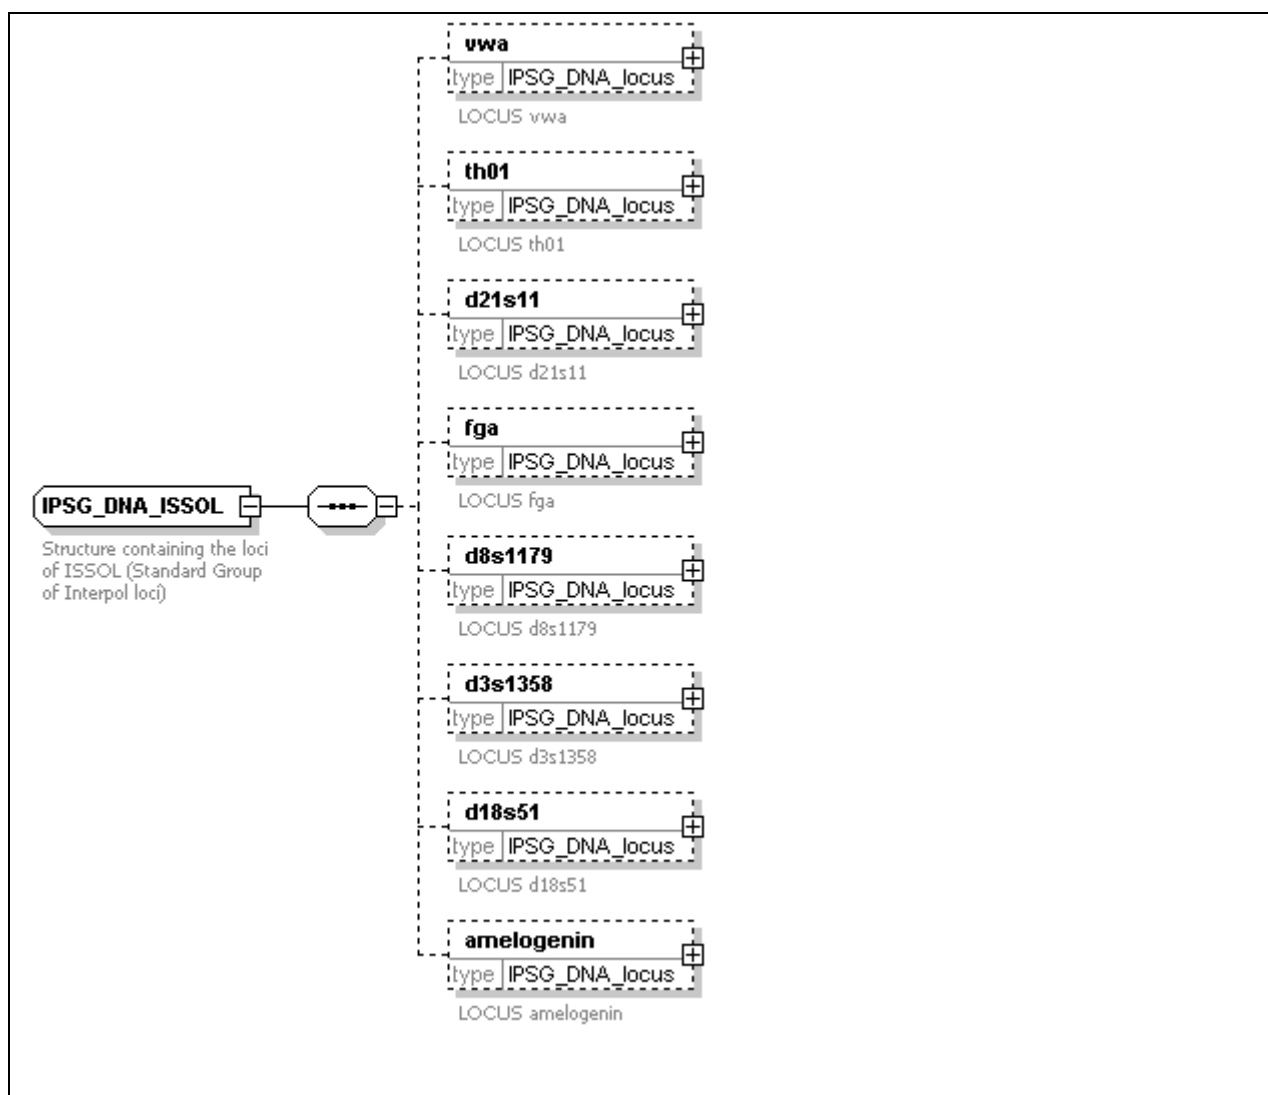 vwa
type IPSG_DNA_locus
LOCUS vwa
th01
type IPSG_DNA_locus
LOCUS th01
d21s11
type IPSG_DNA_locus
LOCUS d21s11
fga
type IPSG_DNA_locus
LOCUS fga
IPSG_DNA_ISSOL
Structure containing the loci
of ISSOL (Standard Group
of Interpol loci)
d8s1179
type IPSG_DNA_locus
LOCUS d8s1179
d3s1358
type IPSG_DNA_locus
LOCUS d3s1358
d18s51
type IPSG_DNA_locus
LOCUS d18s51
amelogenin
type IPSG_DNA_locus
LOCUS amelogenin